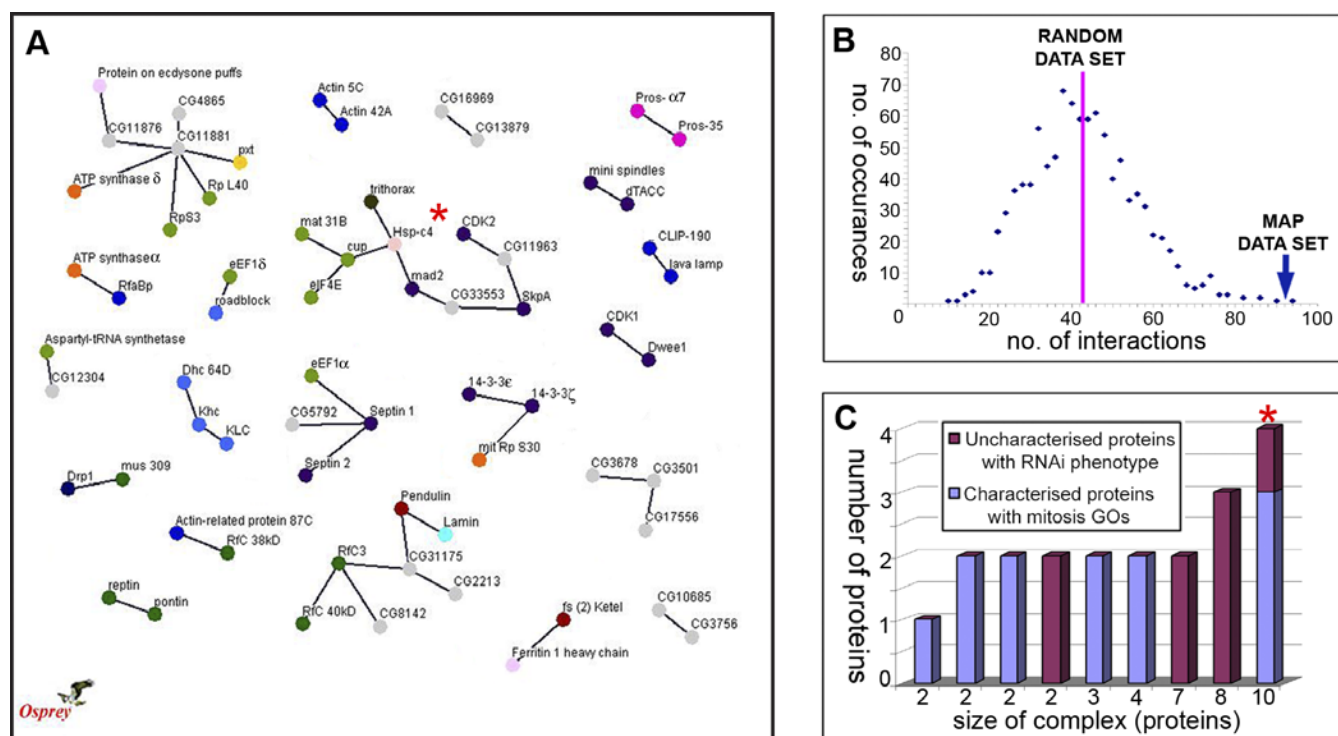 A
Protein on ecdysone puffs
CG4865
CG11876
CG11881
pxt
ATP synthase δ
Rp L40
RpS3
Actin 5C
Actin 42A
CG16969
CG13879
Pros- α7
Pros-35
mini spindles
dTACC
trithorax
*
mat 31B
Hsp-c4
CDK2
cup
CG11963
eIF4E
mad2
CG33553
SkpA
CLIP-190
lava lamp
ATP synthaseα
RfaBp
eEF1δ
roadblock
CDK1
Dwee1
Aspartyl-tRNA synthetase
CG12304
Dhc 64D
Khc
KLC
eEF1α
CG5792
Septin 1
Septin 2
14-3-3ε
14-3-3ζ
mit Rp S30
CG3678
CG3501
CG17556
Drp1
mus 309
Actin-related protein 87C
RfC 38kD
Pendulin
Lamin
RfC3
CG31175
CG2213
RfC 40kD
CG8142
reptin
pontin
fs (2) Ketel
Ferritin 1 heavy chain
CG10685
CG3756
Osprey
B
RANDOM
DATA SET
MAP
DATA SET
no. of occurances
80
70
60
50
40
30
20
10
0
20
40
60
80
100
no. of interactions
C
*
Uncharacterised proteins
with RNAi phenotype
Characterised proteins
with mitosis GOs
number of proteins
4
3
2
1
0
2 2 2 2 3 4 7 8 10
size of complex (proteins)